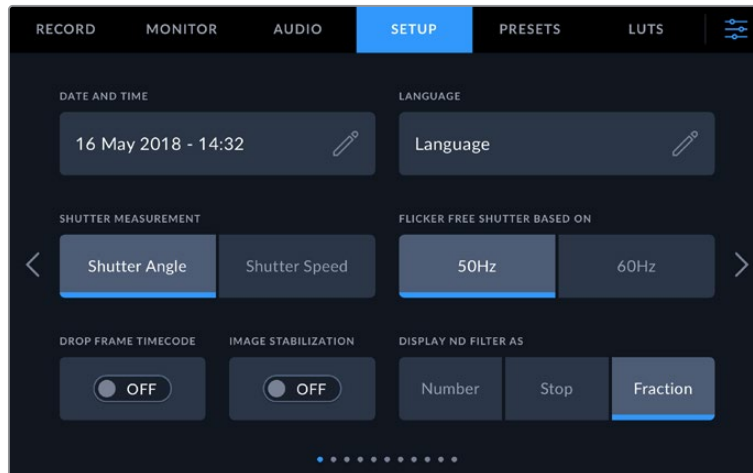 RECORD MONITOR AUDIO SETUP PRESETS LUTS
DATE AND TIME LANGUAGE
16 May 2018 - 14:32 Language
SHUTTER MEASUREMENT FLICKER FREE SHUTTER BASED ON
Shutter Angle Shutter Speed 50Hz 60Hz
DROP FRAME TIMECODE IMAGE STABILIZATION DISPLAY ND FILTER AS
OFF OFF Number Stop Fraction